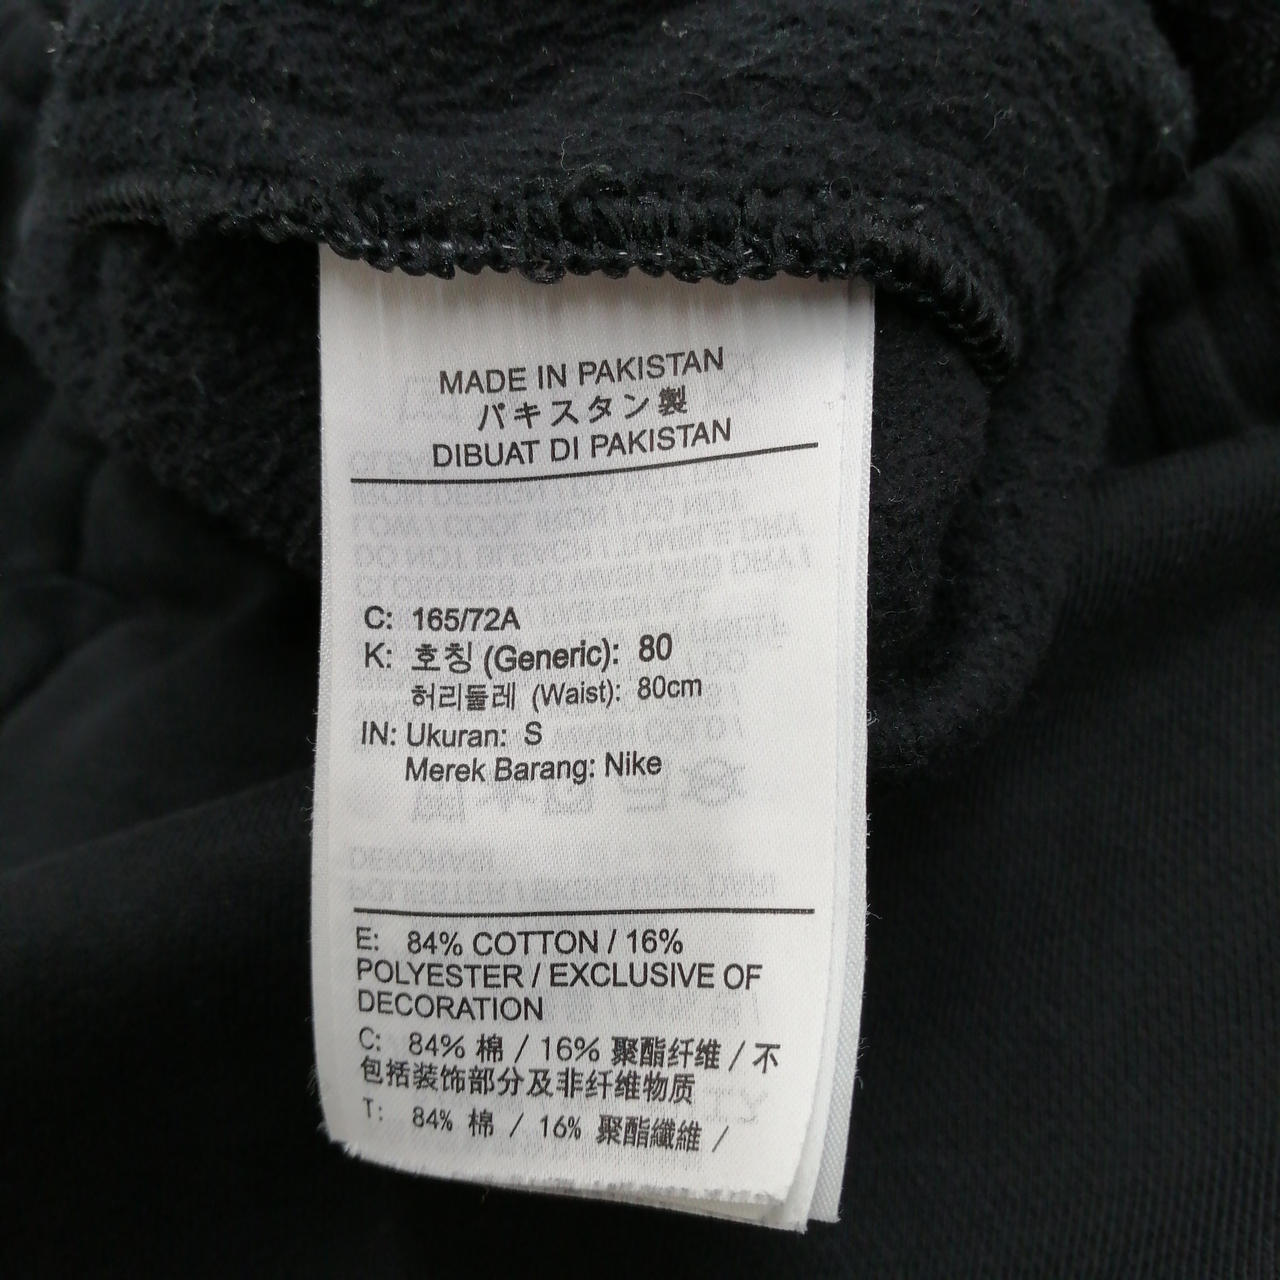 MADE IN PAKISTAN
パキスタン製
DIBUAT DI PAKISTAN
C: 165/72A
K: 호칭 (Generic): 80
허리둘레 (Waist): 80cm
IN: Ukuran: S
Merek Barang: Nike
E: 84% COTTON / 16%
POLYESTER / EXCLUSIVE OF
DECORATION
C: 84% 棉 / 16% 聚酯纤维 / 不
包括装饰部分及非纤维物质
T: 84% 棉 / 16% 聚酯纖維 /